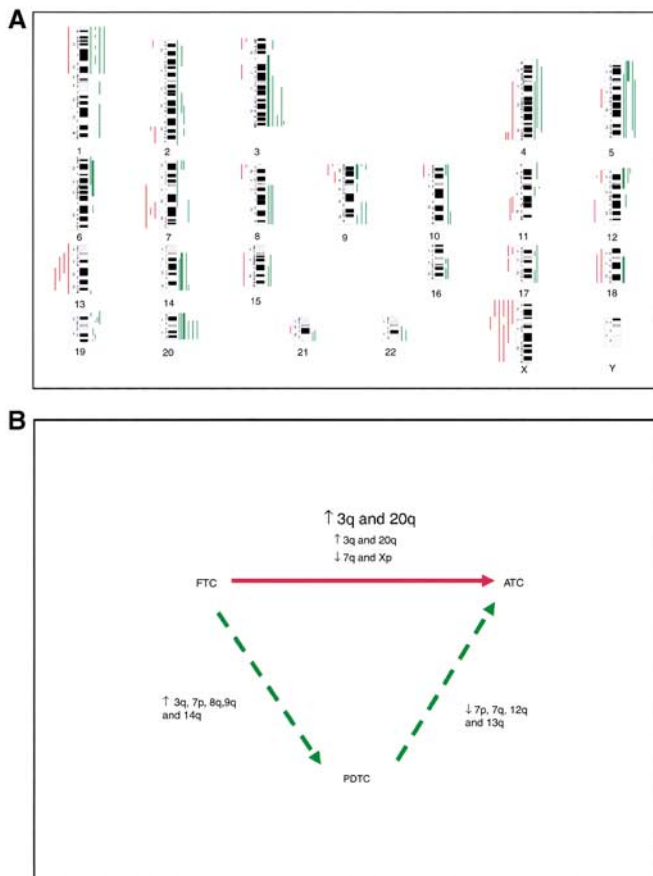 A
1
2
3
4
5
6
7
8
9
10
11
12
13
14
15
16
17
18
19
20
21
22
X
Y
B
↑ 3q and 20q
↑ 3q and 20q
↓ 7q and Xp
FTC
ATC
↑ 3q, 7p, 8q,9q
and 14q
↓ 7p, 7q, 12q
and 13q
PDTC